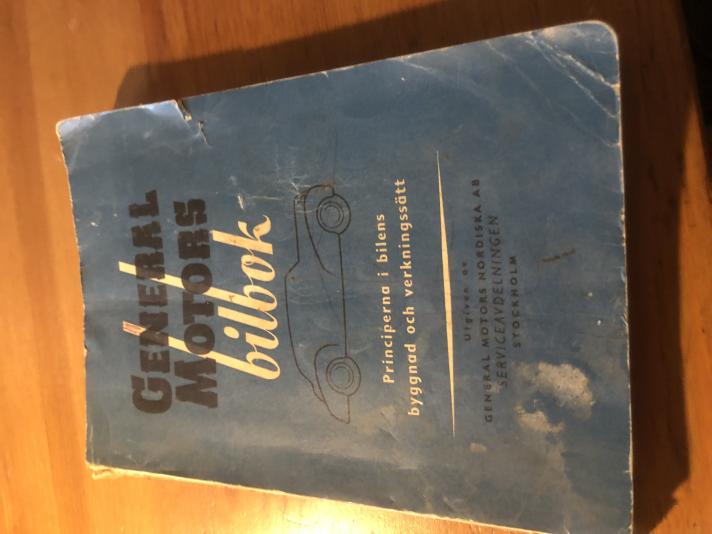 GENERAL
MOTORS
bilbok
Principerna i bilens
byggnad och verkningssätt
Utgiven av
GENERAL MOTORS NORDISKA AB
SERVICEAVDELNINGEN
STOCKHOLM